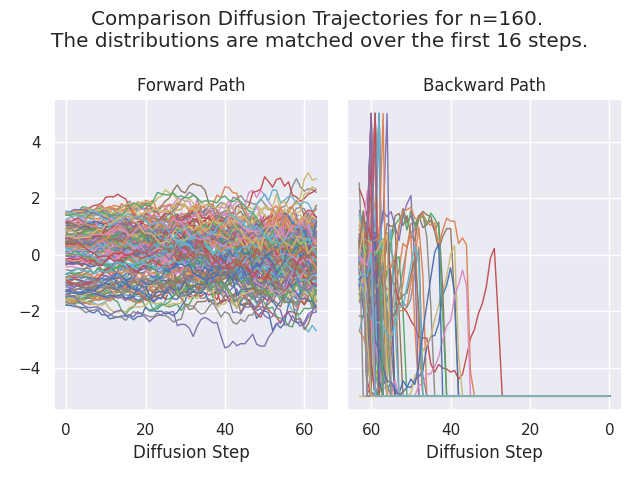 Comparison Diffusion Trajectories for n=160.
The distributions are matched over the first 16 steps.
Forward Path
Backward Path
4
2
0
−2
−4
0
20
40
60
60
40
20
0
Diffusion Step
Diffusion Step